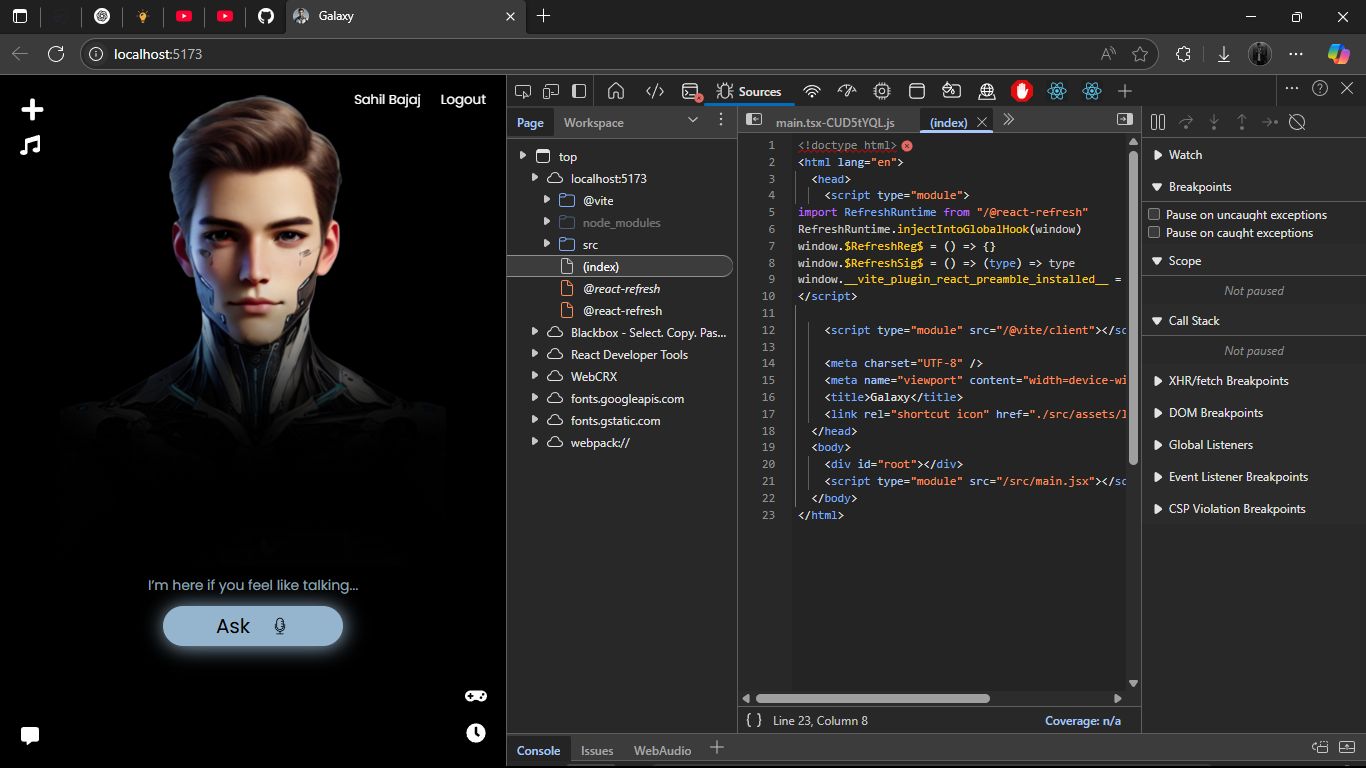 Galaxy
localhost:5173
Sahil Bajaj Logout
I'm here if you feel like talking...
Ask
Sources
Page Workspace
top
localhost:5173
@vite
node_modules
src
(index)
@react-refresh
@react-refresh
Blackbox - Select. Copy. Pas...
React Developer Tools
WebCRX
fonts.googleapis.com
fonts.gstatic.com
webpack://
main.tsx-CUD5tYQL.js (index)
1 <!doctype html>
2 <html lang="en">
3 <head>
4 <script type="module">
5 import RefreshRuntime from "/@react-refresh"
6 RefreshRuntime.injectIntoGlobalHook(window)
7 window.$RefreshReg$ = () => {}
8 window.$RefreshSig$ = () => (type) => type
9 window.__vite_plugin_react_preamble_installed__ =
10 </script>
11
12 <script type="module" src="/@vite/client"></sc
13
14 <meta charset="UTF-8" />
15 <meta name="viewport" content="width=device-wi
16 <title>Galaxy</title>
17 <link rel="shortcut icon" href="./src/assets/l
18 </head>
19 <body>
20 <div id="root"></div>
21 <script type="module" src="/src/main.jsx"></sc
22 </body>
23 </html>
{ } Line 23, Column 8 Coverage: n/a
Watch
Breakpoints
Pause on uncaught exceptions
Pause on caught exceptions
Scope
Not paused
Call Stack
Not paused
XHR/fetch Breakpoints
DOM Breakpoints
Global Listeners
Event Listener Breakpoints
CSP Violation Breakpoints
Console Issues WebAudio